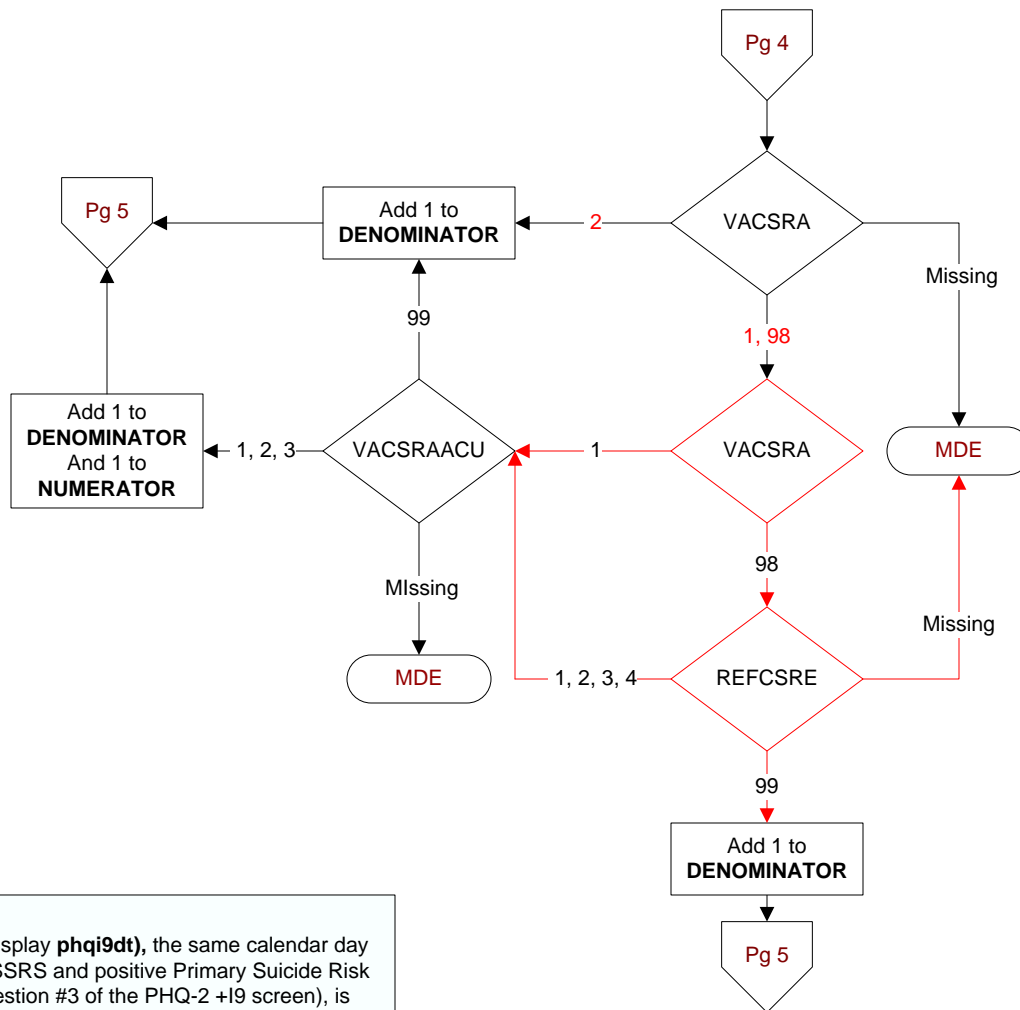 Pg 4
Pg 5
Add 1 to
DENOMINATOR
2
VACSRA
Missing
99
1, 98
Add 1 to
DENOMINATOR
And 1 to
NUMERATOR
1, 2, 3
VACSRAACU
1
VACSRA
MDE
98
MIssing
Missing
MDE
1, 2, 3, 4
REFCSRE
99
Add 1 to
DENOMINATOR
Pg 5
splay phqi9dt), the same calendar day
SSRS and positive Primary Suicide Risk
estion #3 of the PHQ-2 +I9 screen), is